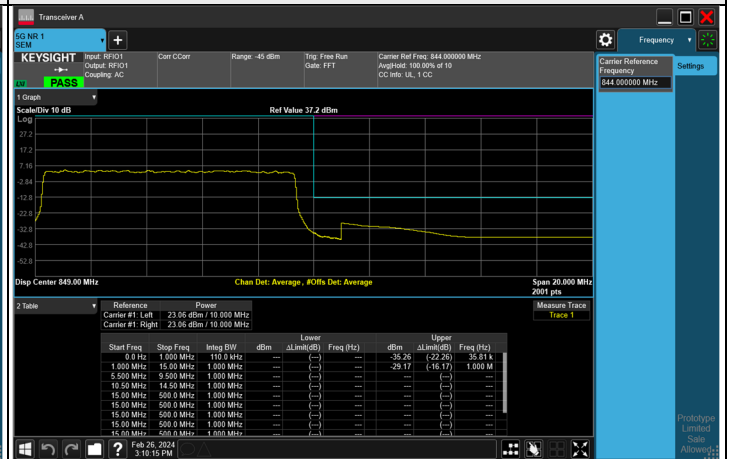 Transceiver A
5G NR 1
SEM
Frequency
KEYSIGHT
Input: RFIO1
Output: RFIO1
Coupling: AC
Corr CCorr
Range: -45 dBm
Trig: Free Run
Gate: FFT
Carrier Ref Freq: 844.000000 MHz
Avg|Hold: 100.00% of 10
CC Info: UL, 1 CC
LXI PASS
Carrier Reference
Frequency
844.000000 MHz
Settings
1 Graph
Scale/Div 10 dB
Ref Value 37.2 dBm
Log
27.2
17.2
7.16
-2.84
-12.8
-22.8
-32.8
-42.8
-52.8
Disp Center 849.00 MHz
Chan Det: Average , #Offs Det: Average
Span 20.000 MHz
2001 pts
2 Table
Reference Power
Carrier #1: Left 23.06 dBm / 10.000 MHz
Carrier #1: Right 23.06 dBm / 10.000 MHz
Measure Trace
Trace 1
Lower Upper
Start Freq Stop Freq Integ BW dBm ΔLimit(dB) Freq (Hz) dBm ΔLimit(dB) Freq (Hz)
0.0 Hz 1.000 MHz 110.0 kHz --- (---) --- -35.26 (-22.26) 35.81 k
1.000 MHz 15.00 MHz 1.000 MHz --- (---) --- -29.17 (-16.17) 1.000 M
5.500 MHz 9.500 MHz 1.000 MHz --- (---) --- --- (---) ---
10.50 MHz 14.50 MHz 1.000 MHz --- (---) --- --- (---) ---
15.00 MHz 500.0 MHz 1.000 MHz --- (---) --- --- (---) ---
15.00 MHz 500.0 MHz 1.000 MHz --- (---) --- --- (---) ---
15.00 MHz 500.0 MHz 1.000 MHz --- (---) --- --- (---) ---
15.00 MHz 500.0 MHz 1.000 MHz --- (---) --- --- (---) ---
15.00 MHz 500.0 MHz 1.000 MHz --- (---) --- --- (---) ---
Prototype
Limited
Sale
Allowed
Feb 26, 2024
3:10:15 PM